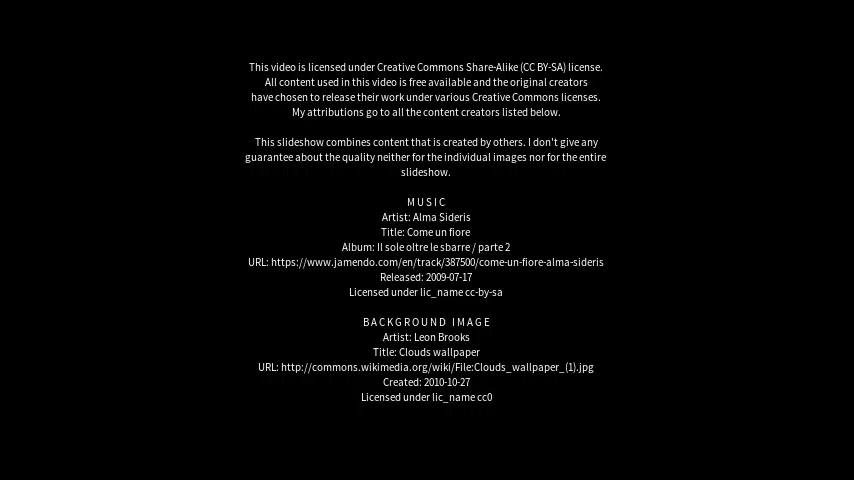 This video is licensed under Creative Commons Share-Alike (CC BY-SA) license.
All content used in this video is free available and the original creators
have chosen to release their work under various Creative Commons licenses.
My attributions go to all the content creators listed below.
This slideshow combines content that is created by others. I don't give any
guarantee about the quality neither for the individual images nor for the entire
slideshow.
MUSIC
Artist: Alma Sideris
Title: Come un fiore
Album: Il sole oltre le sbarre / parte 2
URL: https://www.jamendo.com/en/track/387500/come-un-fiore-alma-sideris
Released: 2009-07-17
Licensed under lic_name cc-by-sa
BACKGROUND IMAGE
Artist: Leon Brooks
Title: Clouds wallpaper
URL: http://commons.wikimedia.org/wiki/File:Clouds_wallpaper_(1).jpg
Created: 2010-10-27
Licensed under lic_name cc0